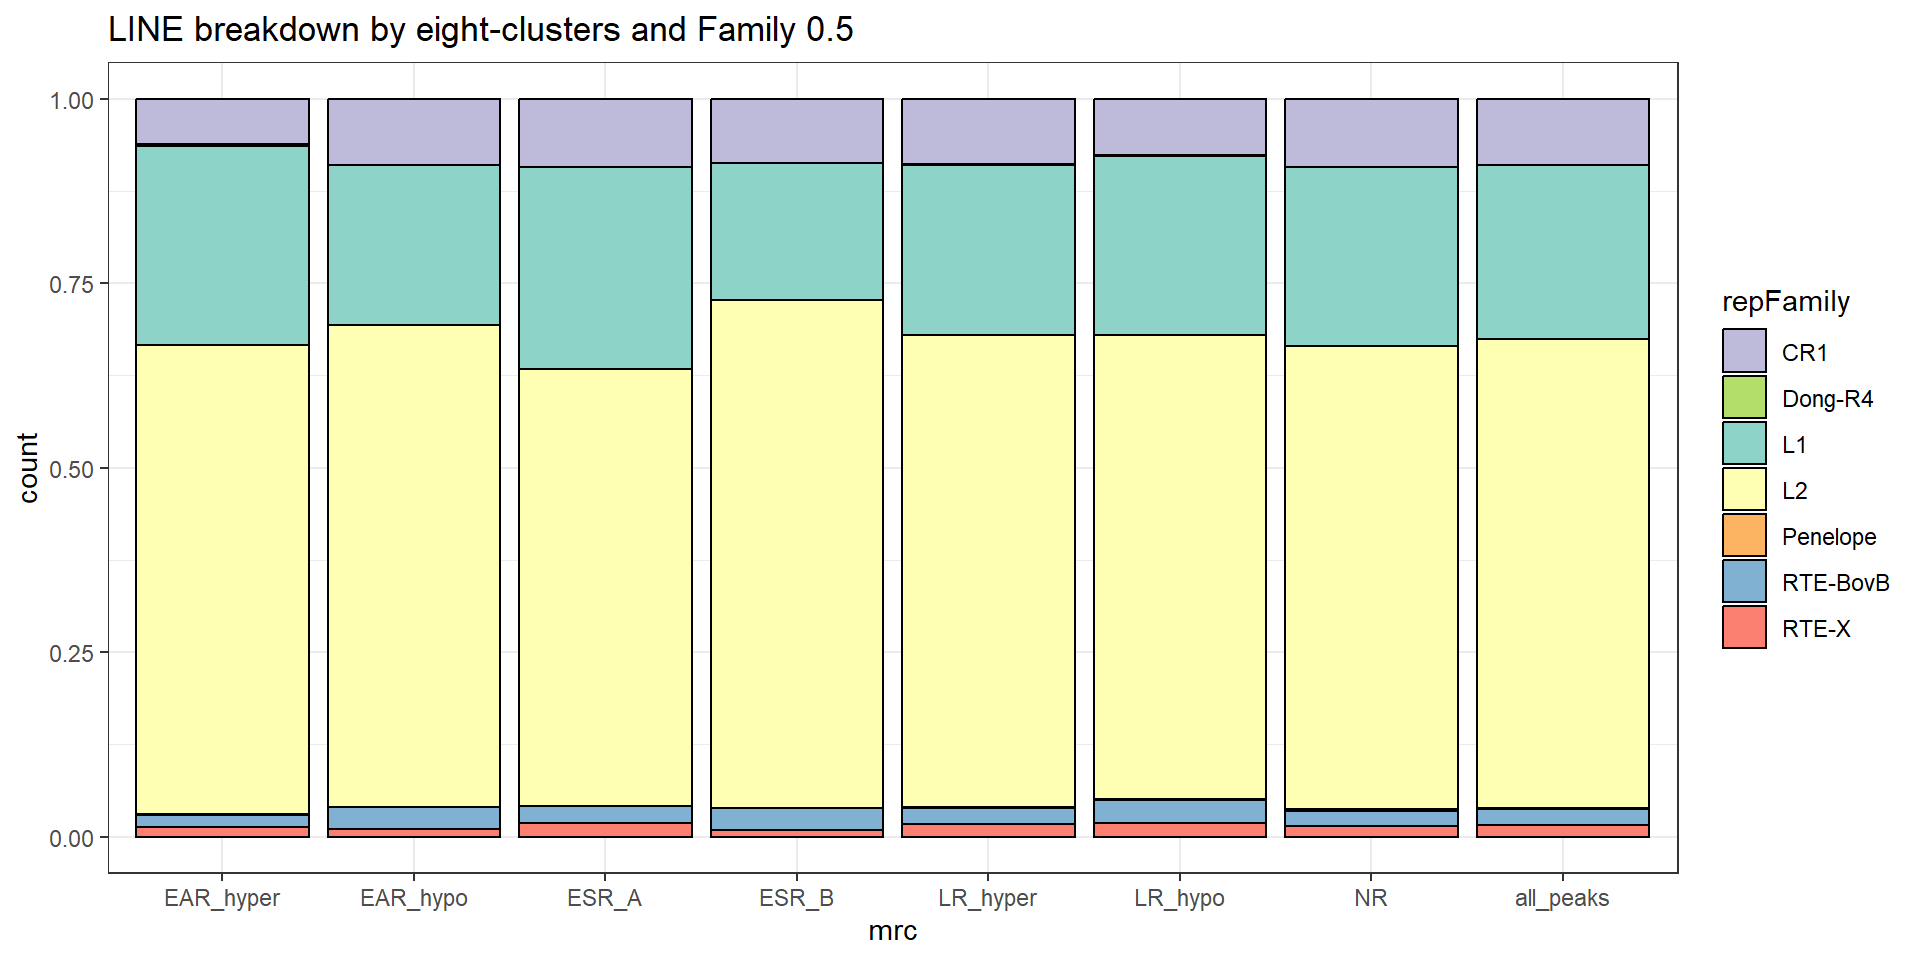 LINE breakdown by eight-clusters and Family 0.5
1.00
0.75
0.50
0.25
0.00
count
EAR_hyper
EAR_hypo
ESR_A
ESR_B
LR_hyper
LR_hypo
NR
all_peaks
mrc
repFamily
CR1
Dong-R4
L1
L2
Penelope
RTE-BovB
RTE-X